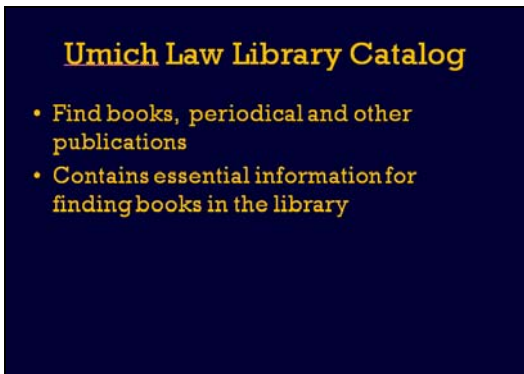 Umich Law Library Catalog
• Find books, periodical and other
publications
• Contains essential information for
finding books in the library